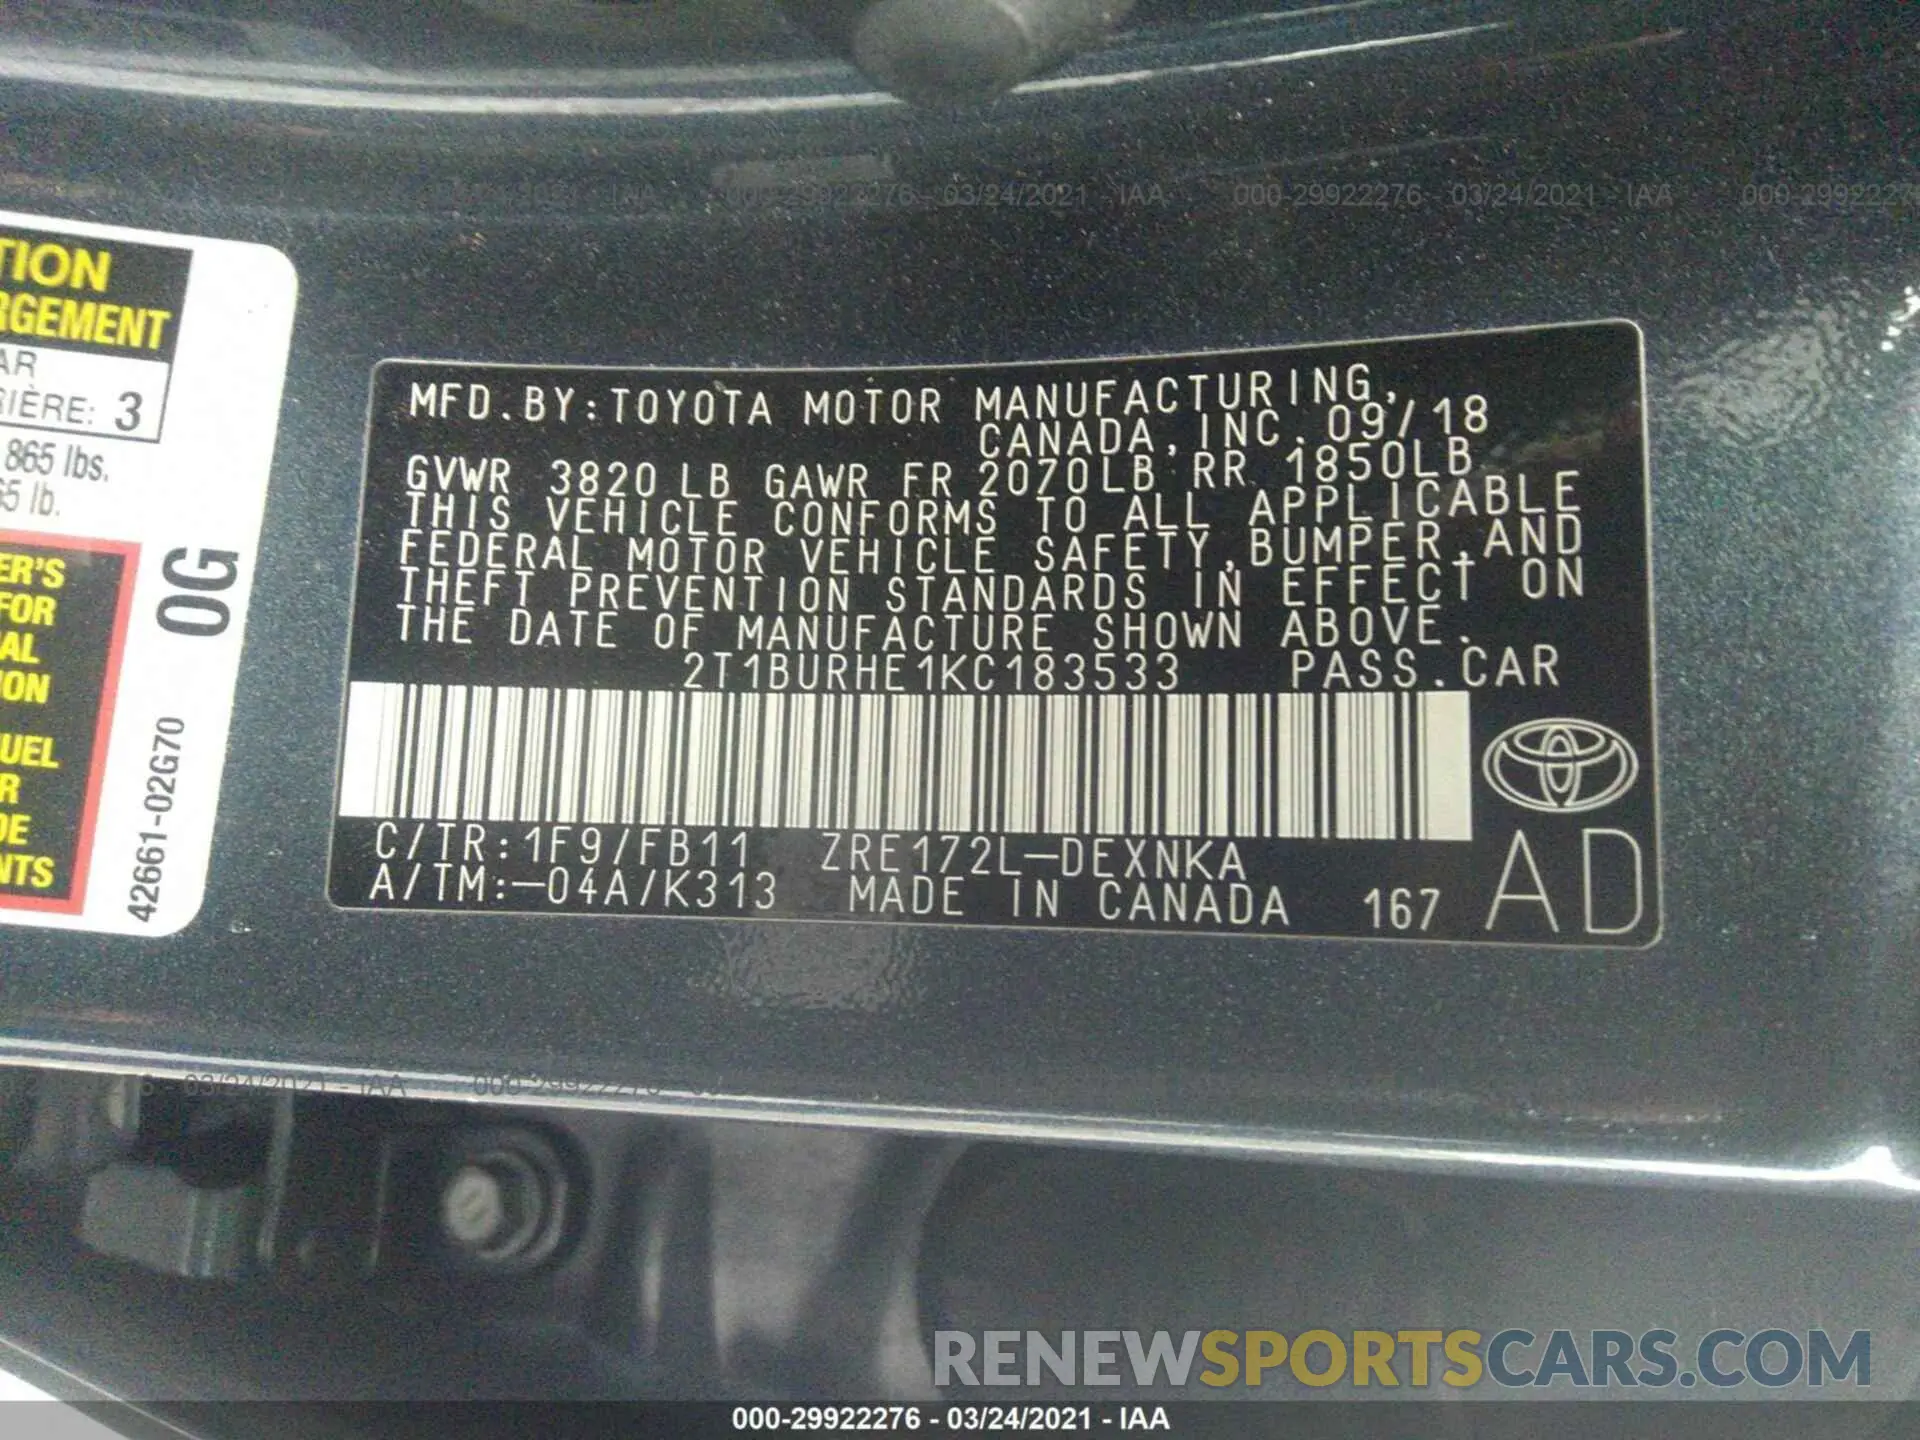 000-29922276 - 03/24/2021 - IAA 000-29922276 - 03/24/2021 - IAA
TION
RGEMENT
AR
RIÈRE: 3
865 lbs.
65 lb.
ER'S
FOR
AL
ION
UEL
R
DE
NTS
0G
42661-02G70
MFD.BY:TOYOTA MOTOR MANUFACTURING,
CANADA,INC. 09/18
GVWR 3820LB GAWR FR 2070LB RR 1850LB
THIS VEHICLE CONFORMS TO ALL APPLICABLE
FEDERAL MOTOR VEHICLE SAFETY,BUMPER,AND
THEFT PREVENTION STANDARDS IN EFFECT ON
THE DATE OF MANUFACTURE SHOWN ABOVE.
2T1BURHE1KC183533 PASS.CAR
C/TR:1F9/FB11 ZRE172L-DEXNKA
A/TM:-04A/K313 MADE IN CANADA 167 AD
RENEWSPORTSCARS.COM
000-29922276 - 03/24/2021 - IAA